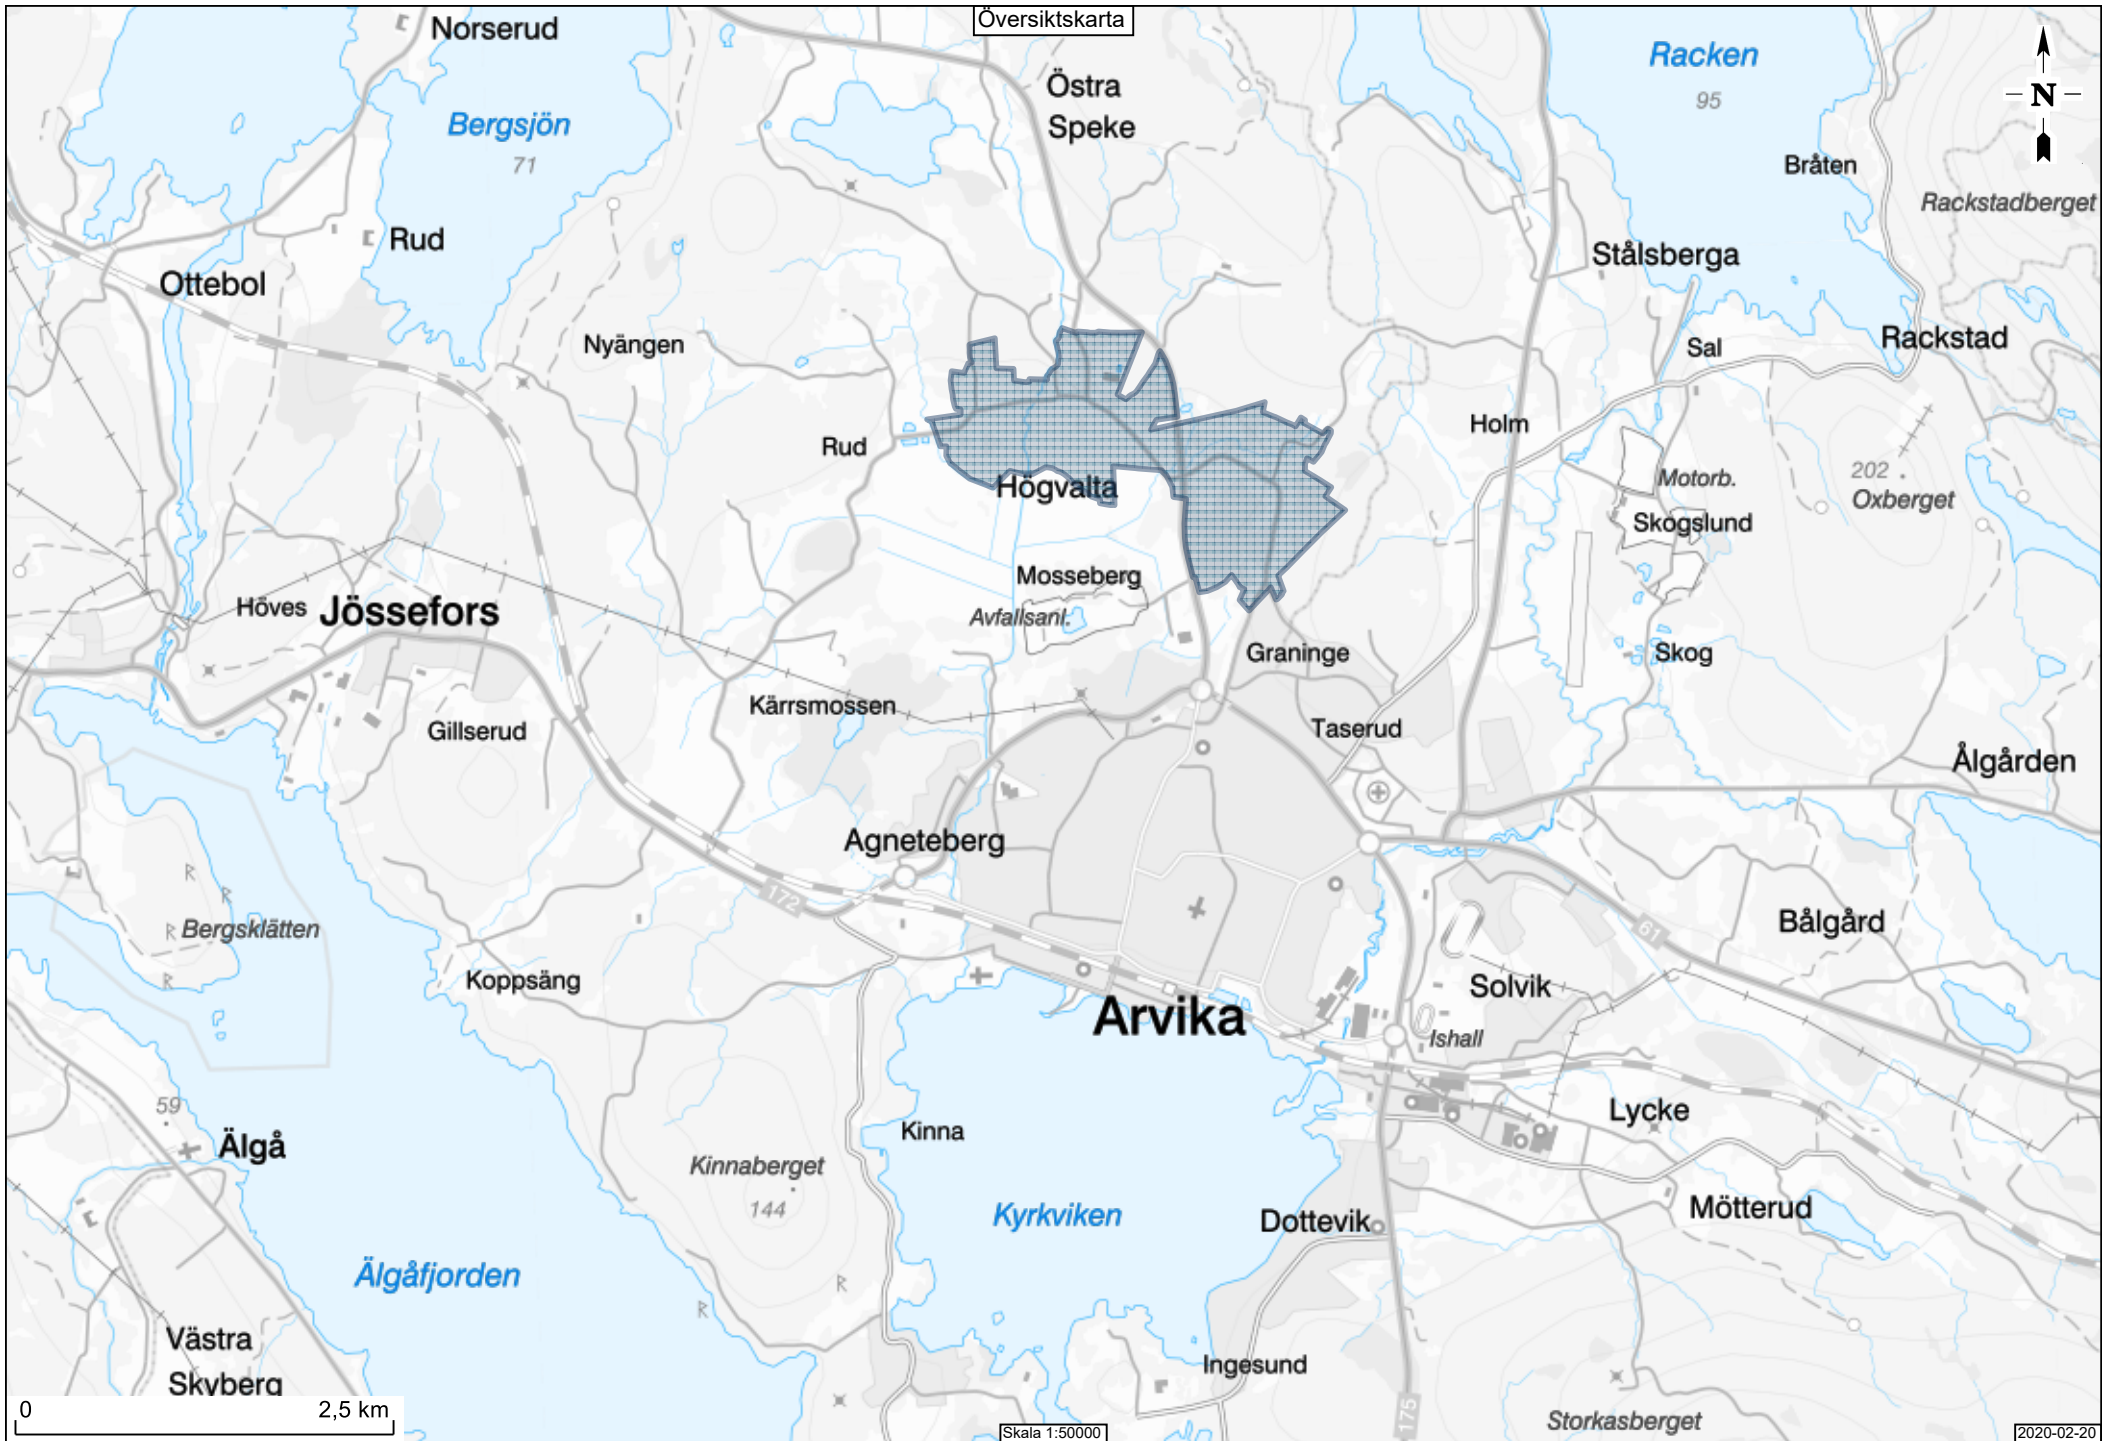 Översiktskarta
Norserud
Racken
95
Östra
Speke
N
Bergsjön
71
Bråten
Rackstadberget
Rud
Stålsberga
Ottebol
Nyängen
Sal
Rackstad
Holm
Rud
202
Motorb.
Oxberget
Högvalta
Skogslund
Mosseberg
Höves
Jössefors
Avfallsanl.
Graninge
Skog
Kärrsmossen
Gillserud
Taserud
Ålgården
Agneteberg
172
Bergsklätten
61
Bålgård
Koppsäng
Solvik
Arvika
Ishall
59
Lycke
Älgå
Kinna
Kinnaberget
144
Kyrkviken
Dottevik
Mötterud
Älgåfjorden
Västra
Skyberg
Ingesund
175
Storkasberget
0 2,5 km
Skala 1:50000
2020-02-20